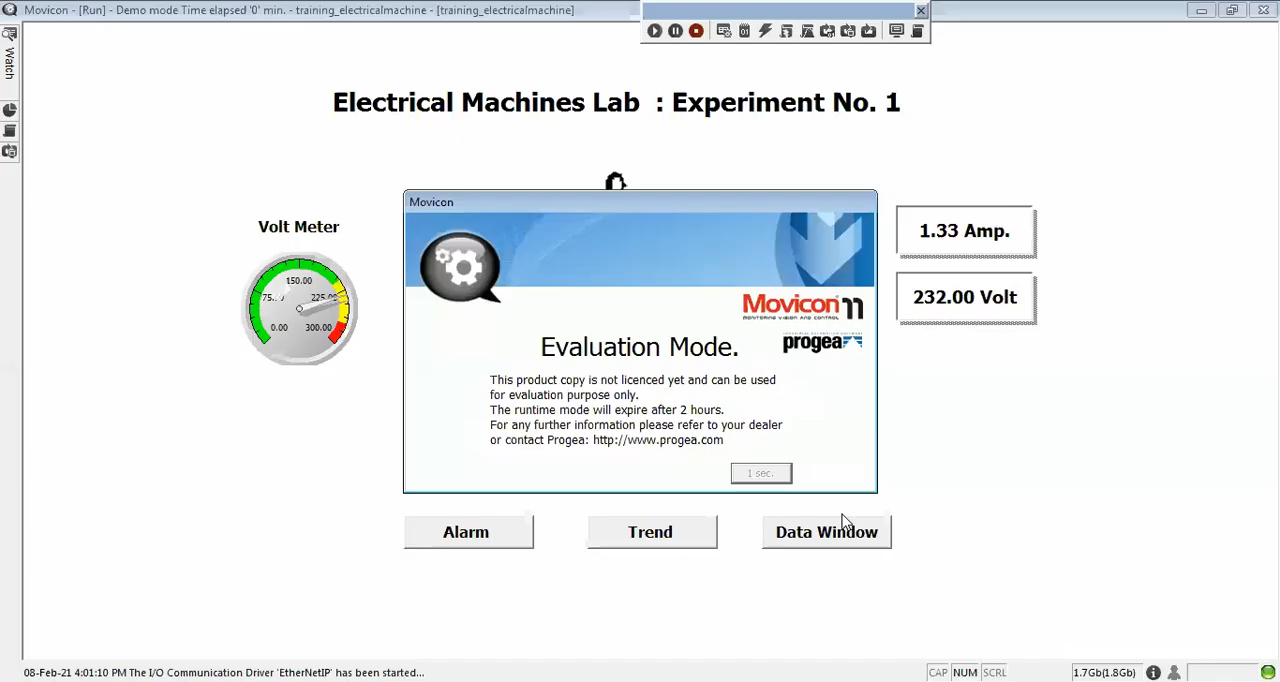 Movicon - [Run] - Demo mode Time elapsed '0' min. - training_electricalmachine - [training_electricalmachine]
Watch
Electrical Machines Lab : Experiment No. 1
Volt Meter
150.00
75...
225.00
0.00
300.00
Movicon
Movicon 11
MONITORING VISION AND CONTROL
progea
Evaluation Mode.
This product copy is not licenced yet and can be used
for evaluation purpose only.
The runtime mode will expire after 2 hours.
For any further information please refer to your dealer
or contact Progea: http://www.progea.com
1 sec.
1.33 Amp.
232.00 Volt
Alarm
Trend
Data Window
08-Feb-21 4:01:10 PM The I/O Communication Driver 'EtherNetIP' has been started...
CAP NUM SCRL
1.7Gb(1.8Gb)